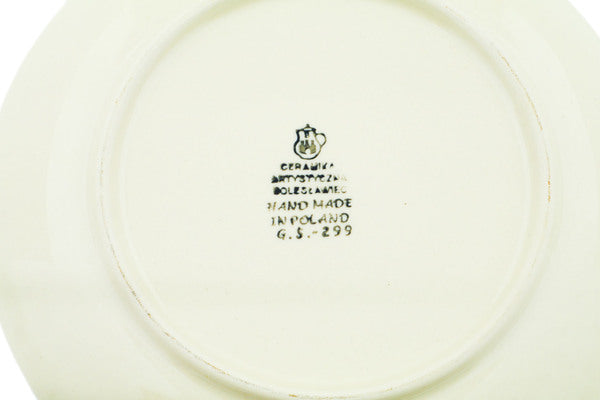 CERAMIKA
ARTYSTYCZNA
BOLESŁAWIEC
HAND MADE
IN POLAND
G.S.-299